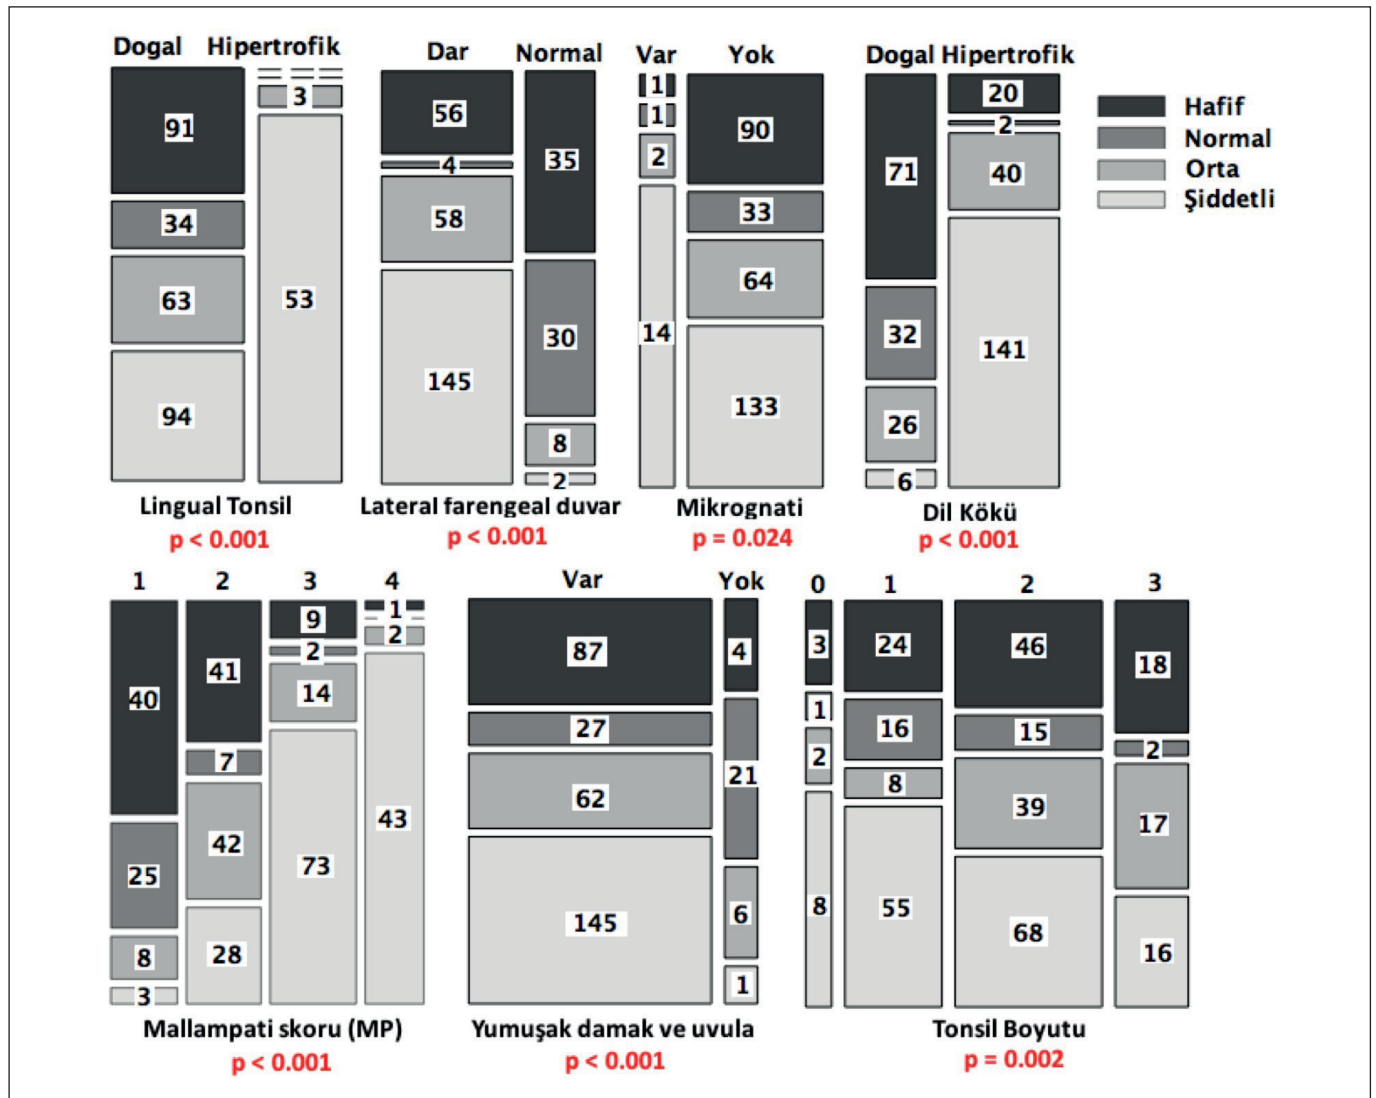 Dogal Hipertrofik
91
34
63
94
3
53
Lingual Tonsil
p < 0.001
Dar Normal
56
4
58
145
35
30
8
2
Lateral farengeal duvar
p < 0.001
Var Yok
1
1
2
14
90
33
64
133
Mikrognati
p = 0.024
Dogal Hipertrofik
71
32
26
6
20
2
40
141
Dil Kökü
p < 0.001
Hafif
Normal
Orta
Şiddetli
1 2 3 4
40
25
8
3
41
7
42
28
9
2
14
73
1
2
43
Mallampati skoru (MP)
p < 0.001
Var Yok
87
27
62
145
4
21
6
1
Yumuşak damak ve uvula
p < 0.001
0 1 2 3
3
1
2
8
24
16
8
55
46
15
39
68
18
2
17
16
Tonsil Boyutu
p = 0.002